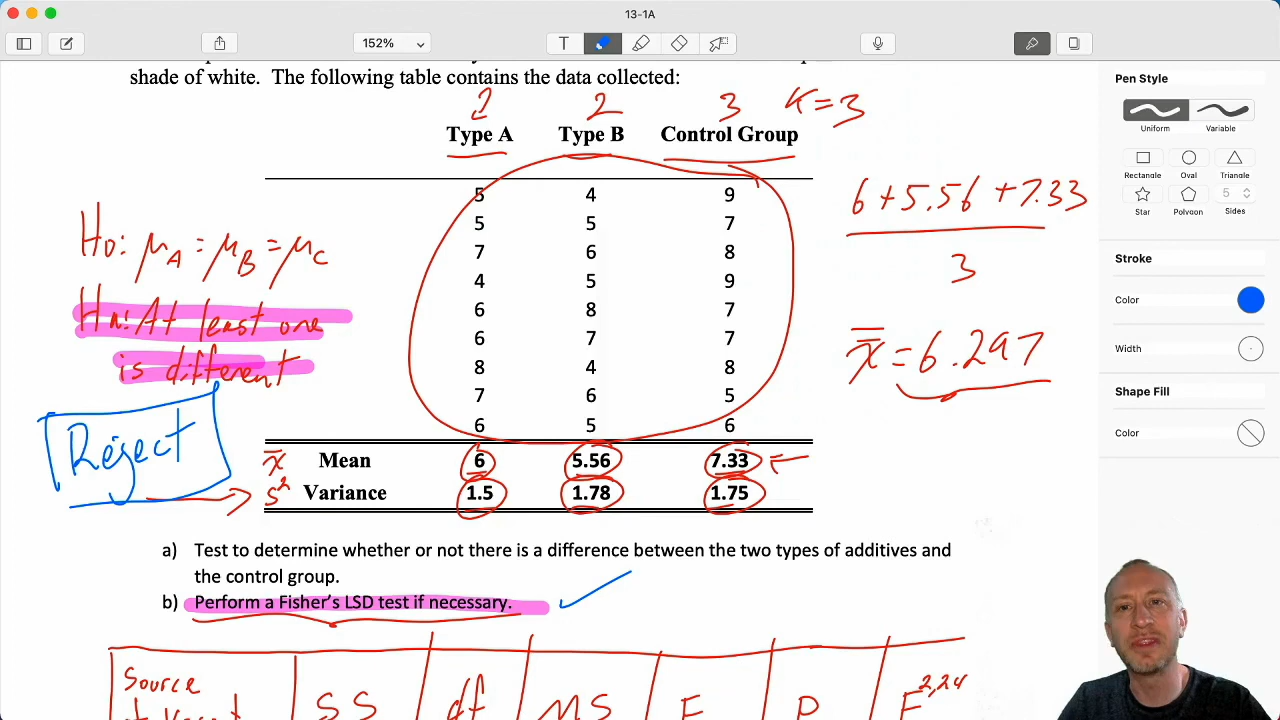 13-1A
152%
T
shade of white. The following table contains the data collected:
1 2 3 K=3
Type A Type B Control Group
5 4 9
5 5 7
7 6 8
4 5 9
6 8 7
6 7 7
8 4 8
7 6 5
6 5 6
x̄ Mean 6 5.56 7.33
s² Variance 1.5 1.78 1.75
H0: μA = μB = μC
HA: At least one
is different
Reject
6+5.56+7.33
3
x̿ = 6.297
a) Test to determine whether or not there is a difference between the two types of additives and
the control group.
b) Perform a Fisher's LSD test if necessary.
Source
SS df MS F P F 2,24
Pen Style
Uniform Variable
Rectangle Oval Triangle
Star Polygon 5 Sides
Stroke
Color
Width
Shape Fill
Color